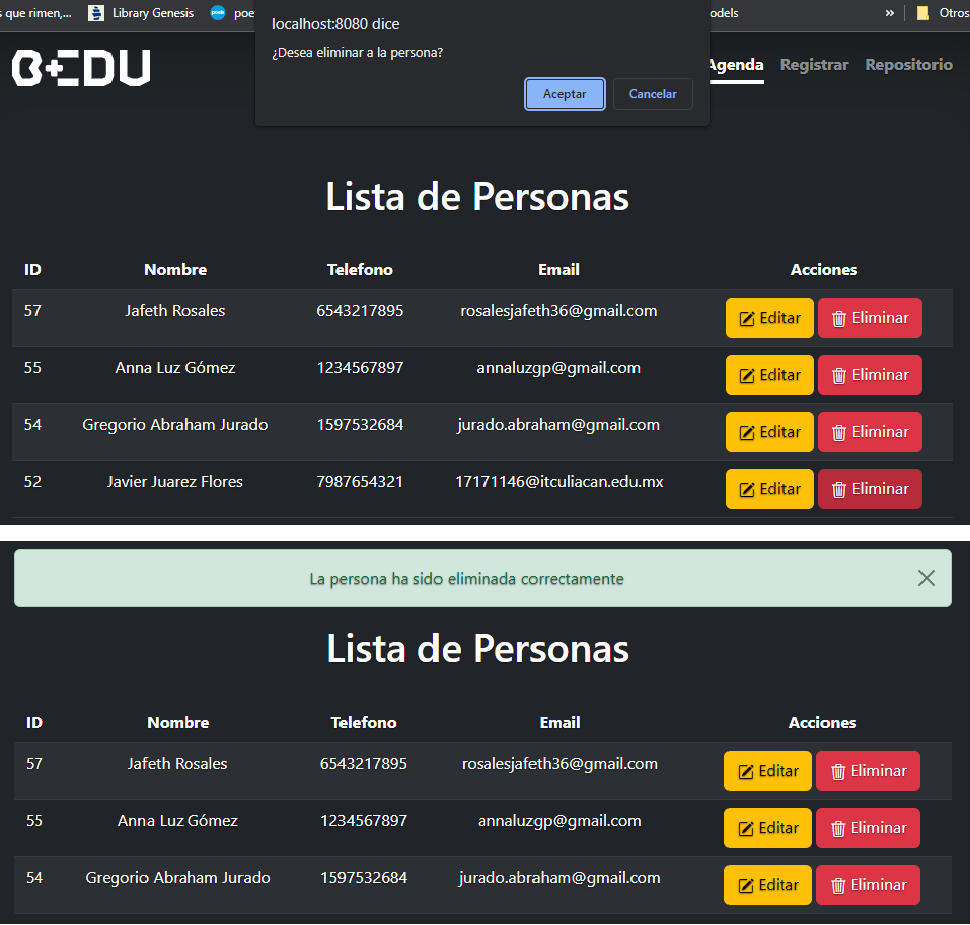 s que rimen,... Library Genesis poe odels » Otros
localhost:8080 dice
¿Desea eliminar a la persona?
Aceptar Cancelar
BEDU Agenda Registrar Repositorio
Lista de Personas
ID Nombre Telefono Email Acciones
57 Jafeth Rosales 6543217895 rosalesjafeth36@gmail.com Editar Eliminar
55 Anna Luz Gómez 1234567897 annaluzgp@gmail.com Editar Eliminar
54 Gregorio Abraham Jurado 1597532684 jurado.abraham@gmail.com Editar Eliminar
52 Javier Juarez Flores 7987654321 17171146@itculiacan.edu.mx Editar Eliminar
La persona ha sido eliminada correctamente
Lista de Personas
ID Nombre Telefono Email Acciones
57 Jafeth Rosales 6543217895 rosalesjafeth36@gmail.com Editar Eliminar
55 Anna Luz Gómez 1234567897 annaluzgp@gmail.com Editar Eliminar
54 Gregorio Abraham Jurado 1597532684 jurado.abraham@gmail.com Editar Eliminar